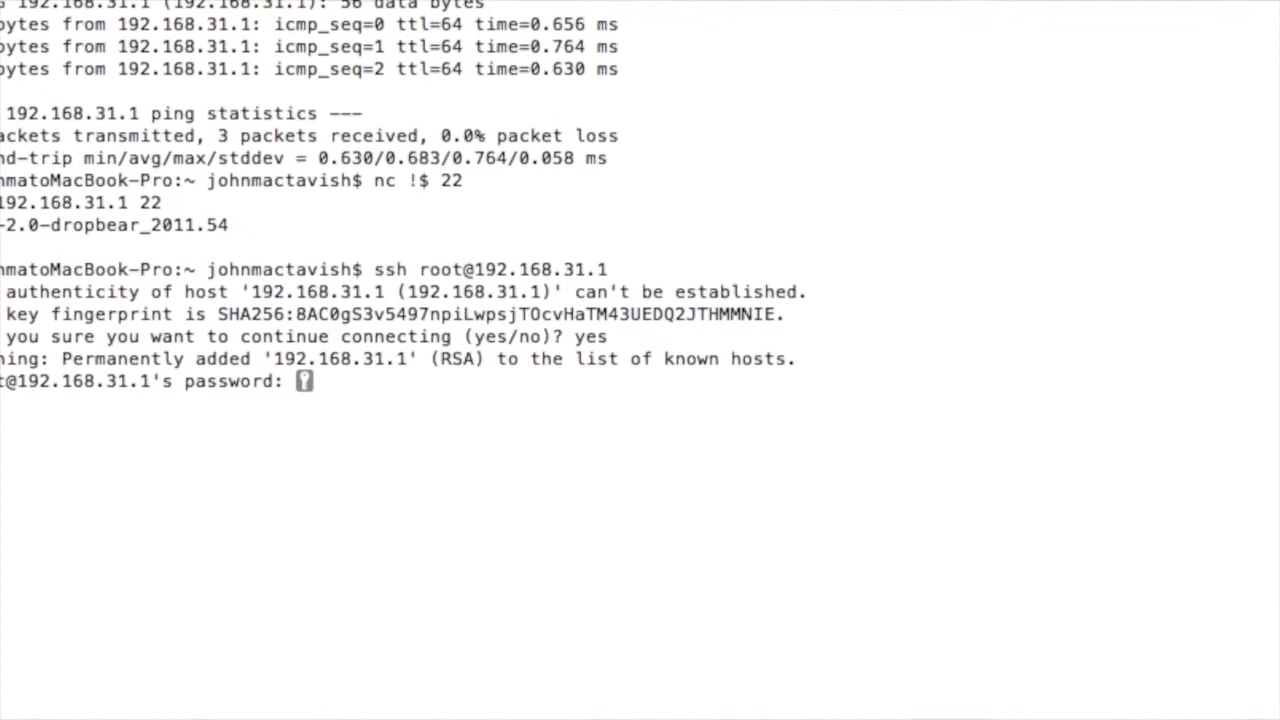 192.168.31.1 (192.168.31.1): 56 data bytes
bytes from 192.168.31.1: icmp_seq=0 ttl=64 time=0.656 ms
bytes from 192.168.31.1: icmp_seq=1 ttl=64 time=0.764 ms
bytes from 192.168.31.1: icmp_seq=2 ttl=64 time=0.630 ms
192.168.31.1 ping statistics ---
ackets transmitted, 3 packets received, 0.0% packet loss
nd-trip min/avg/max/stddev = 0.630/0.683/0.764/0.058 ms
nmatoMacBook-Pro:~ johnmactavish$ nc !$ 22
192.168.31.1 22
-2.0-dropbear_2011.54
nmatoMacBook-Pro:~ johnmactavish$ ssh root@192.168.31.1
authenticity of host '192.168.31.1 (192.168.31.1)' can't be established.
key fingerprint is SHA256:8AC0gS3v5497npiLwpsjTOcvHaTM43UEDQ2JTHMMNIE.
you sure you want to continue connecting (yes/no)? yes
ning: Permanently added '192.168.31.1' (RSA) to the list of known hosts.
t@192.168.31.1's password: